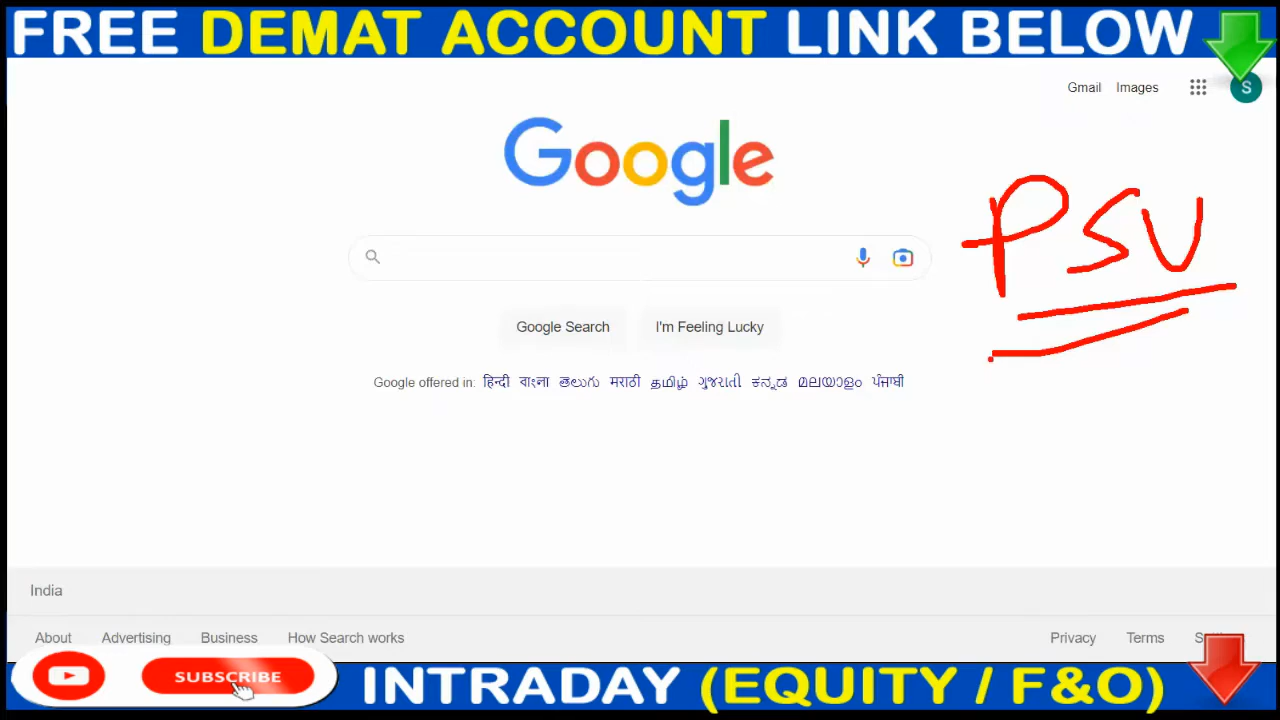 FREE DEMAT ACCOUNT LINK BELOW
Gmail Images
S
Google
PSU
Google Search I'm Feeling Lucky
Google offered in: हिन्दी বাংলা తెలుగు मराठी தமிழ் ગુજરાતી ಕನ್ನಡ മലയാളം ਪੰਜਾਬੀ
India
About Advertising Business How Search works
Privacy Terms
SUBSCRIBE
INTRADAY (EQUITY / F&O)